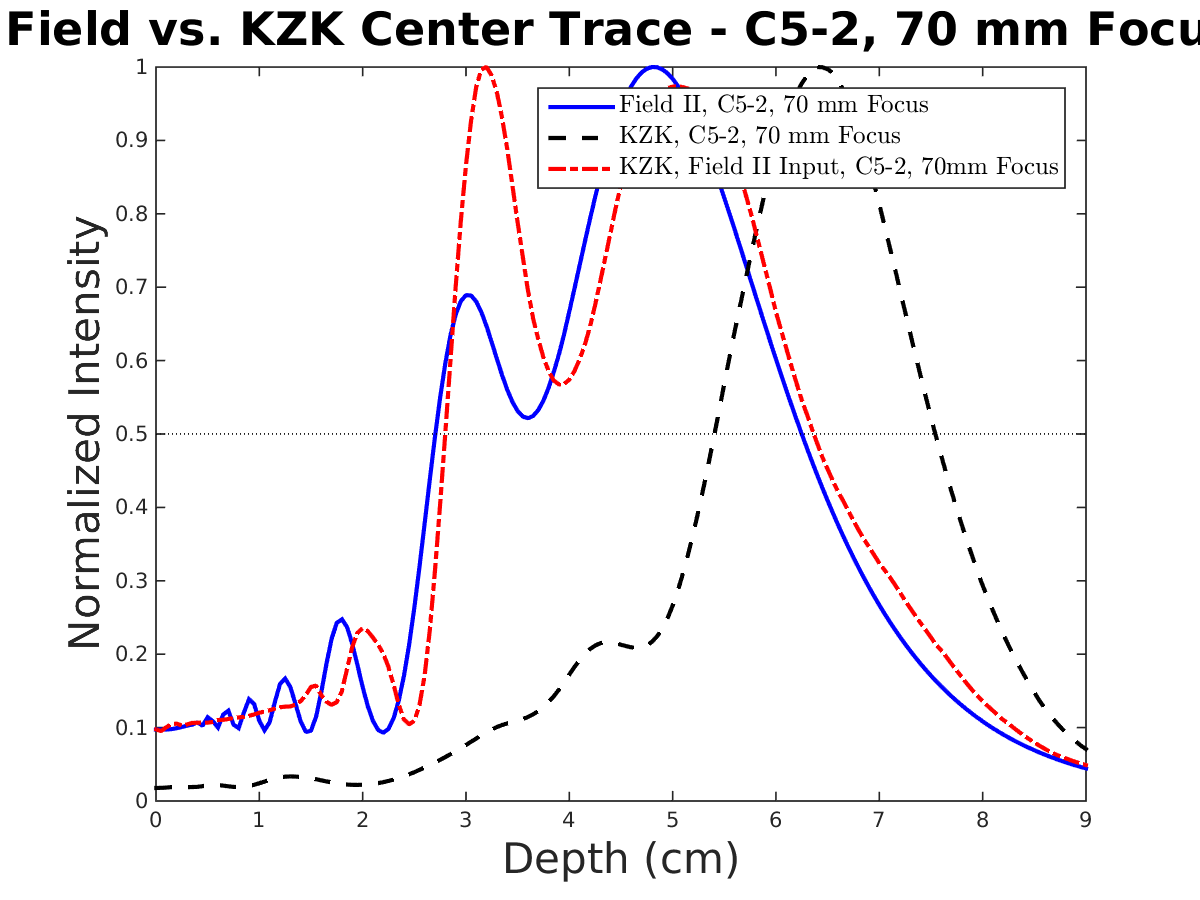 Field vs. KZK Center Trace - C5-2, 70 mm Focu
Normalized Intensity
1
0.9
0.8
0.7
0.6
0.5
0.4
0.3
0.2
0.1
0
Field II, C5-2, 70 mm Focus
KZK, C5-2, 70 mm Focus
KZK, Field II Input, C5-2, 70mm Focus
0 1 2 3 4 5 6 7 8 9
Depth (cm)